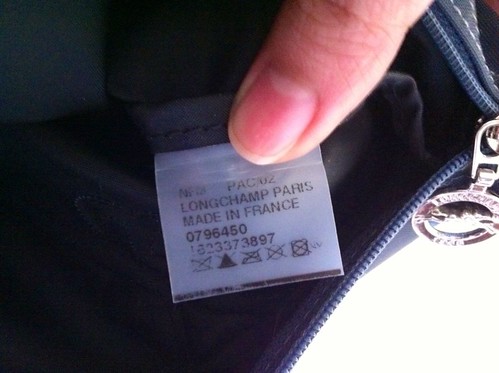 PAC/02
LONGCHAMP PARIS
MADE IN FRANCE
0796450
1823373897